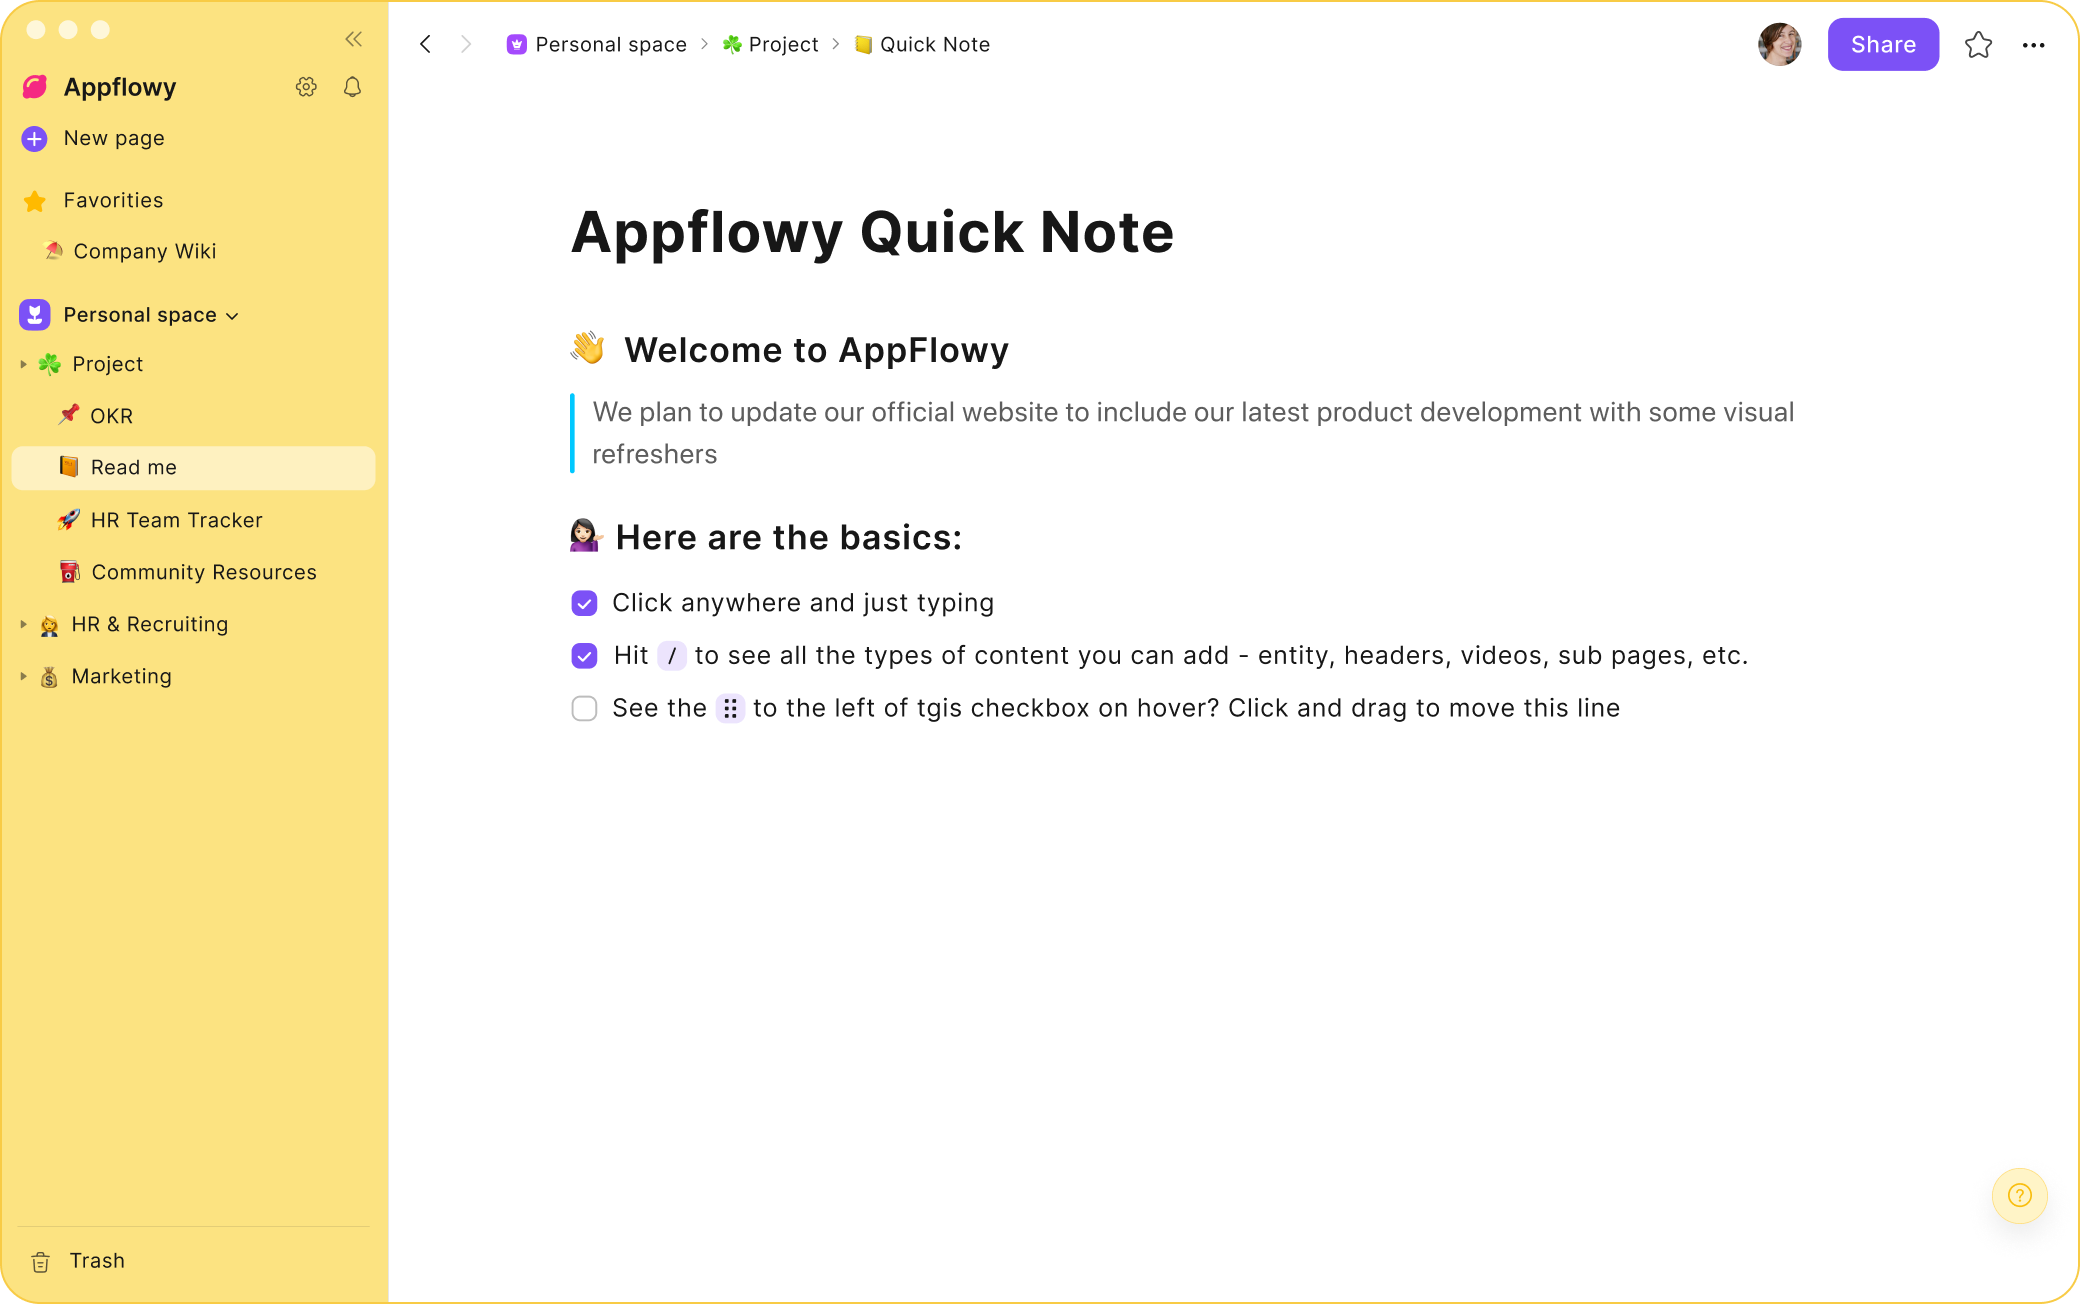 Appflowy
New page
Favorities
Company Wiki
Personal space
Project
OKR
Read me
HR Team Tracker
Community Resources
HR & Recruiting
Marketing
Trash
Personal space > Project > Quick Note
Share
Appflowy Quick Note
👋 Welcome to AppFlowy
We plan to update our official website to include our latest product development with some visual
refreshers
💁🏻‍♀️ Here are the basics:
Click anywhere and just typing
Hit / to see all the types of content you can add - entity, headers, videos, sub pages, etc.
See the ⠿ to the left of tgis checkbox on hover? Click and drag to move this line
?